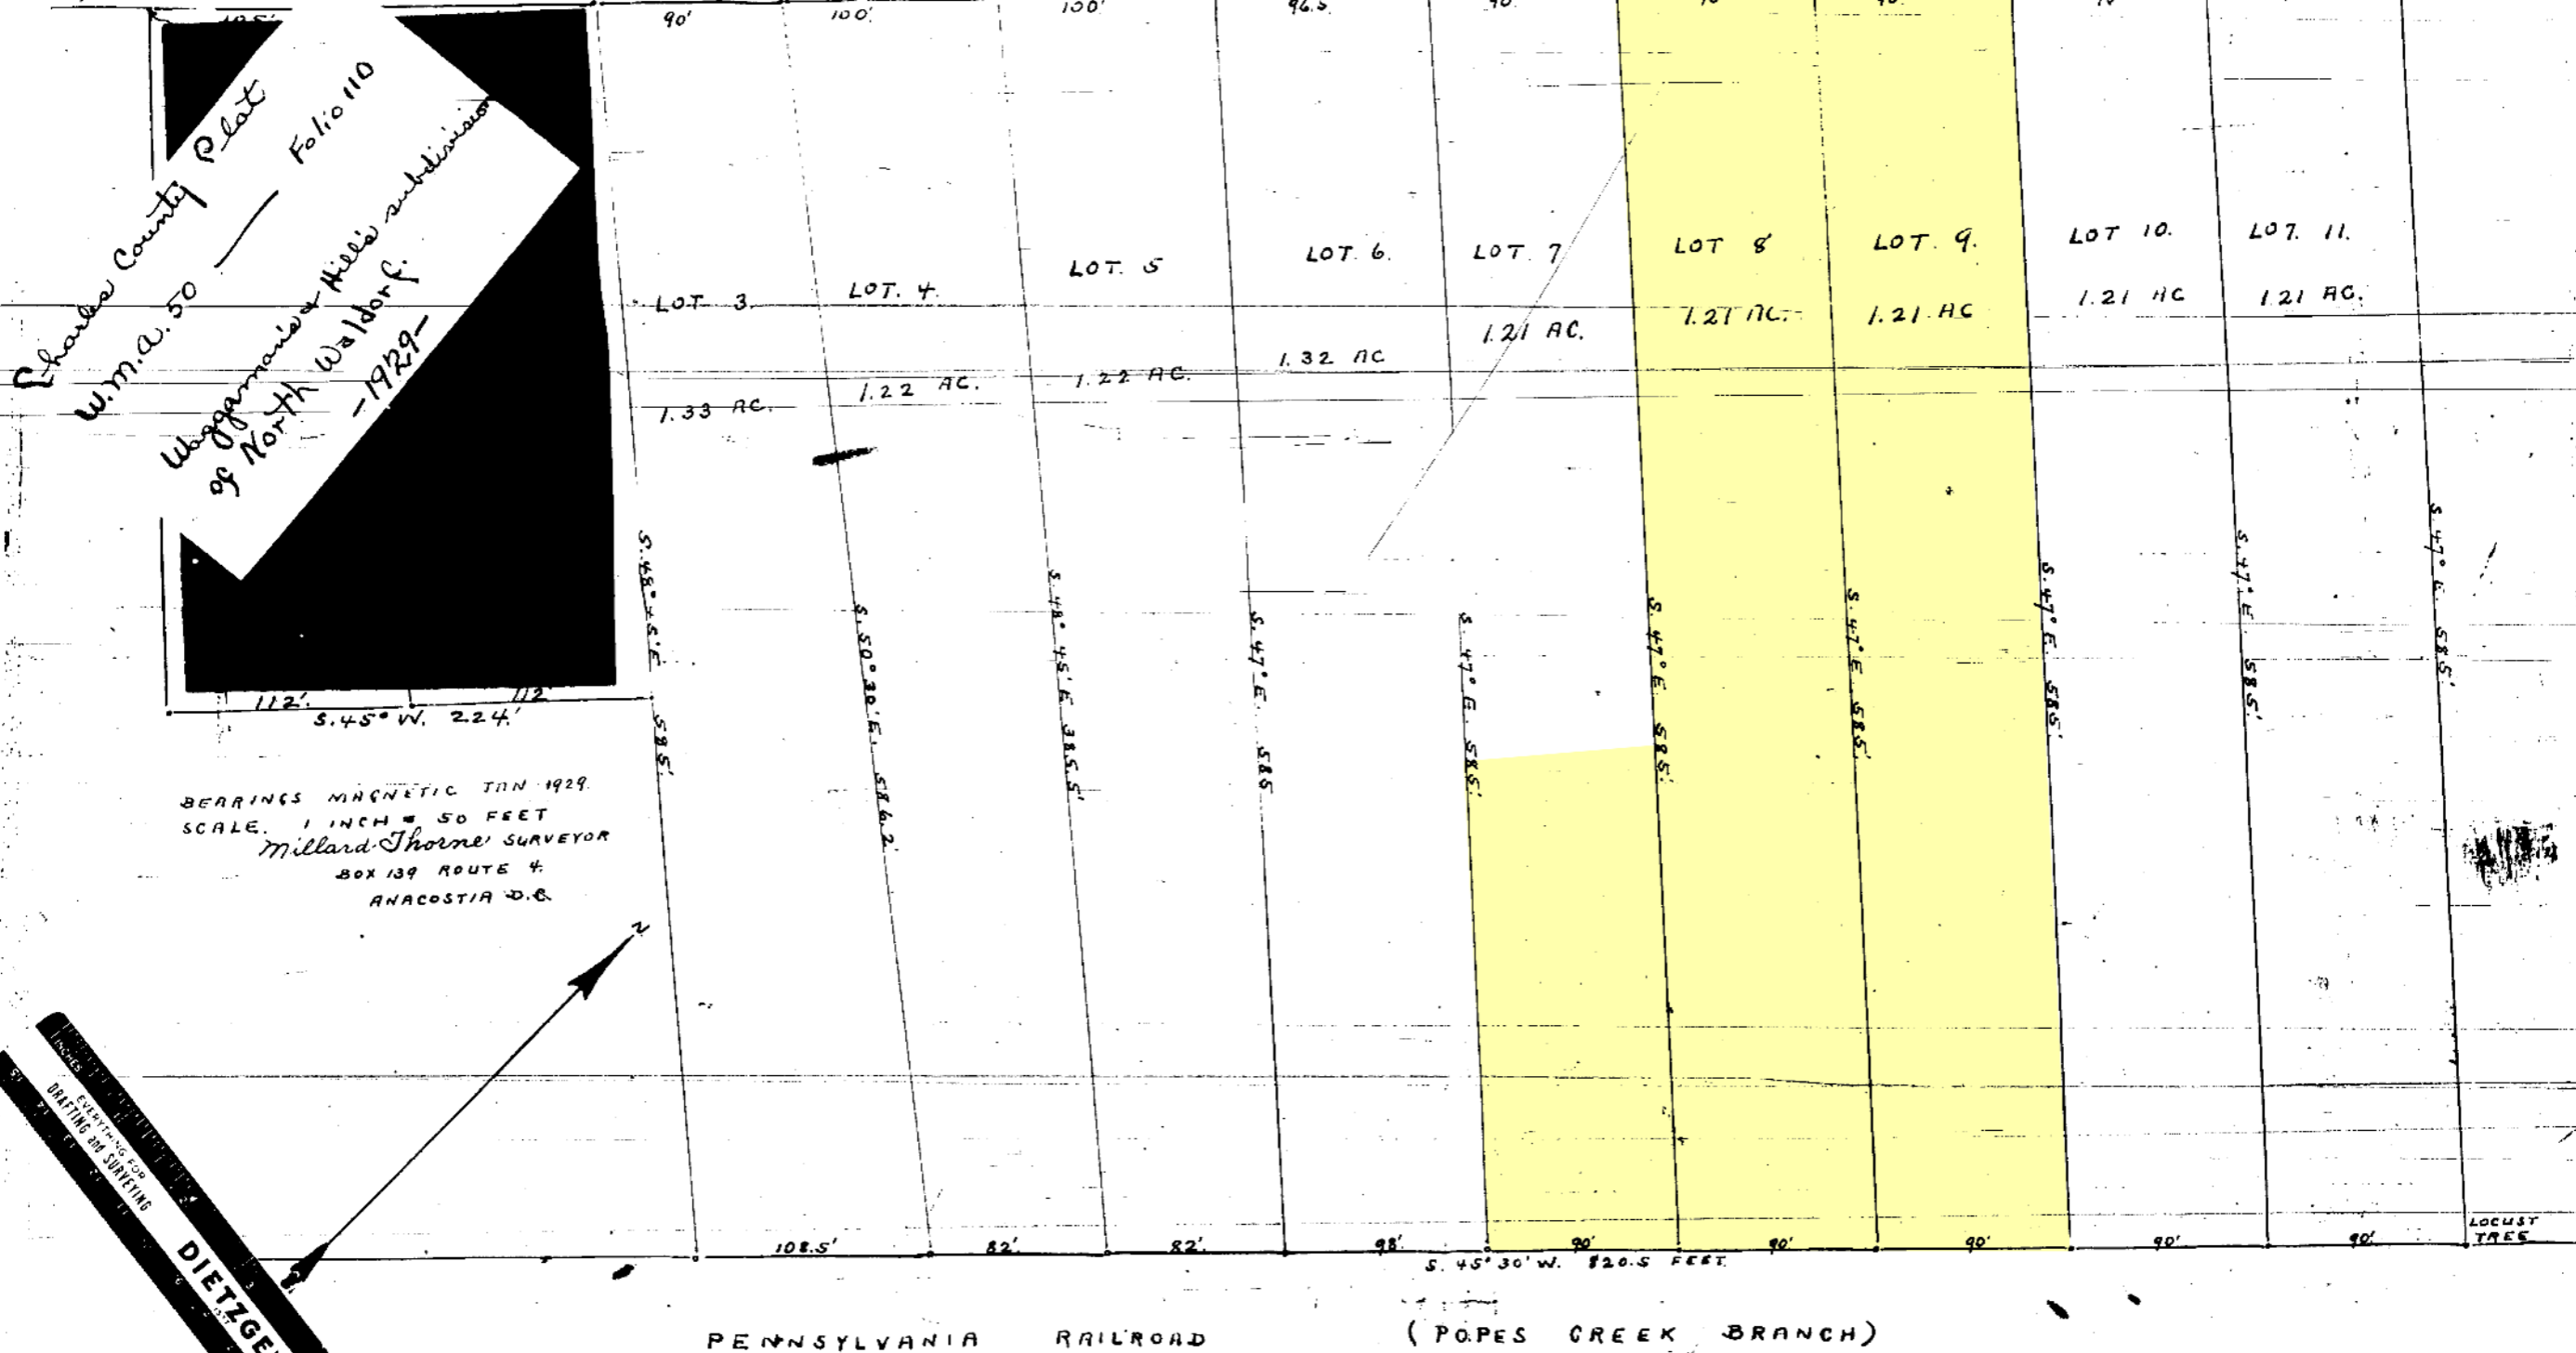 90' 100' 100' 96.5 90'
Charles County Plat
W.M.A. 50 — Folio 110
Waggaman's & Hill's subdivision
of North Waldorf.
-1929-
LOT 3. LOT. 4. LOT. 5 LOT 6. LOT. 7 LOT 8 LOT. 9. LOT 10. LOT. 11.
1.33 AC. 1.22 AC. 1.22 AC. 1.32 AC 1.21 AC. 1.21 AC. 1.21 AC 1.21 AC 1.21 AC.
S. 48° 45' E 585'
S. 50° 30' E. 586.2
S. 48° 45' E 585.5'
S. 47° E. 585
S. 47° E. 585'
S. 47° E 585'
S. 47° E 585'
S. 47° E. 585'
S. 47° E. 585'
S. 47° E. 585'
112'. 112
S. 45° W. 224'
BEARINGS MAGNETIC JAN 1929.
SCALE. 1 INCH = 50 FEET
Millard Thorne SURVEYOR
BOX 139 ROUTE 4.
ANACOSTIA D.C.
N
INCHES
EVERYTHING FOR
DRAFTING and SURVEYING
DIETZGE
108.5' 82' 82' 98' 90' 90' 90' 90' 90'
LOCUST
TREE
S. 45° 30' W. 820.5 FEET.
PENNSYLVANIA RAILROAD (POPES CREEK BRANCH)